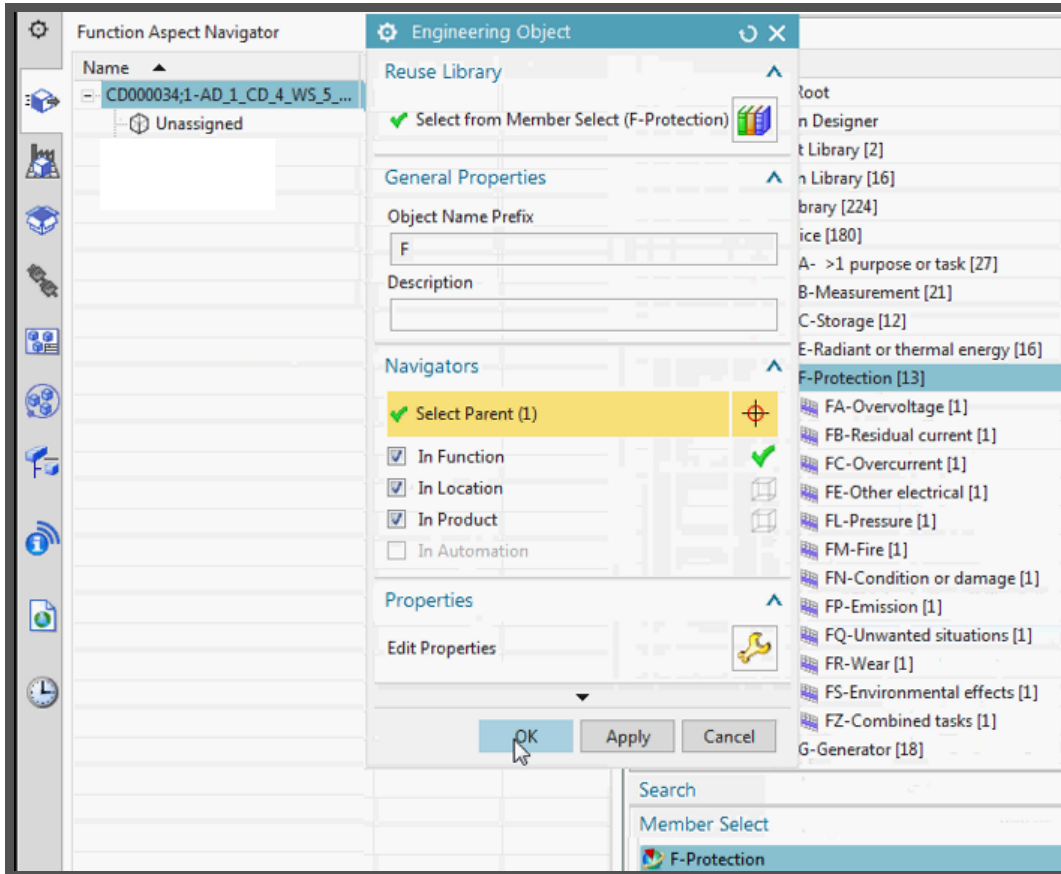 Function Aspect Navigator
Name
CD000034;1-AD_1_CD_4_WS_5_...
Unassigned
Engineering Object
Reuse Library
Select from Member Select (F-Protection)
General Properties
Object Name Prefix
F
Description
Navigators
Select Parent (1)
In Function
In Location
In Product
In Automation
Properties
Edit Properties
OK
Apply
Cancel
Root
n Designer
t Library [2]
n Library [16]
brary [224]
ice [180]
A- >1 purpose or task [27]
B-Measurement [21]
C-Storage [12]
E-Radiant or thermal energy [16]
F-Protection [13]
FA-Overvoltage [1]
FB-Residual current [1]
FC-Overcurrent [1]
FE-Other electrical [1]
FL-Pressure [1]
FM-Fire [1]
FN-Condition or damage [1]
FP-Emission [1]
FQ-Unwanted situations [1]
FR-Wear [1]
FS-Environmental effects [1]
FZ-Combined tasks [1]
G-Generator [18]
Search
Member Select
F-Protection